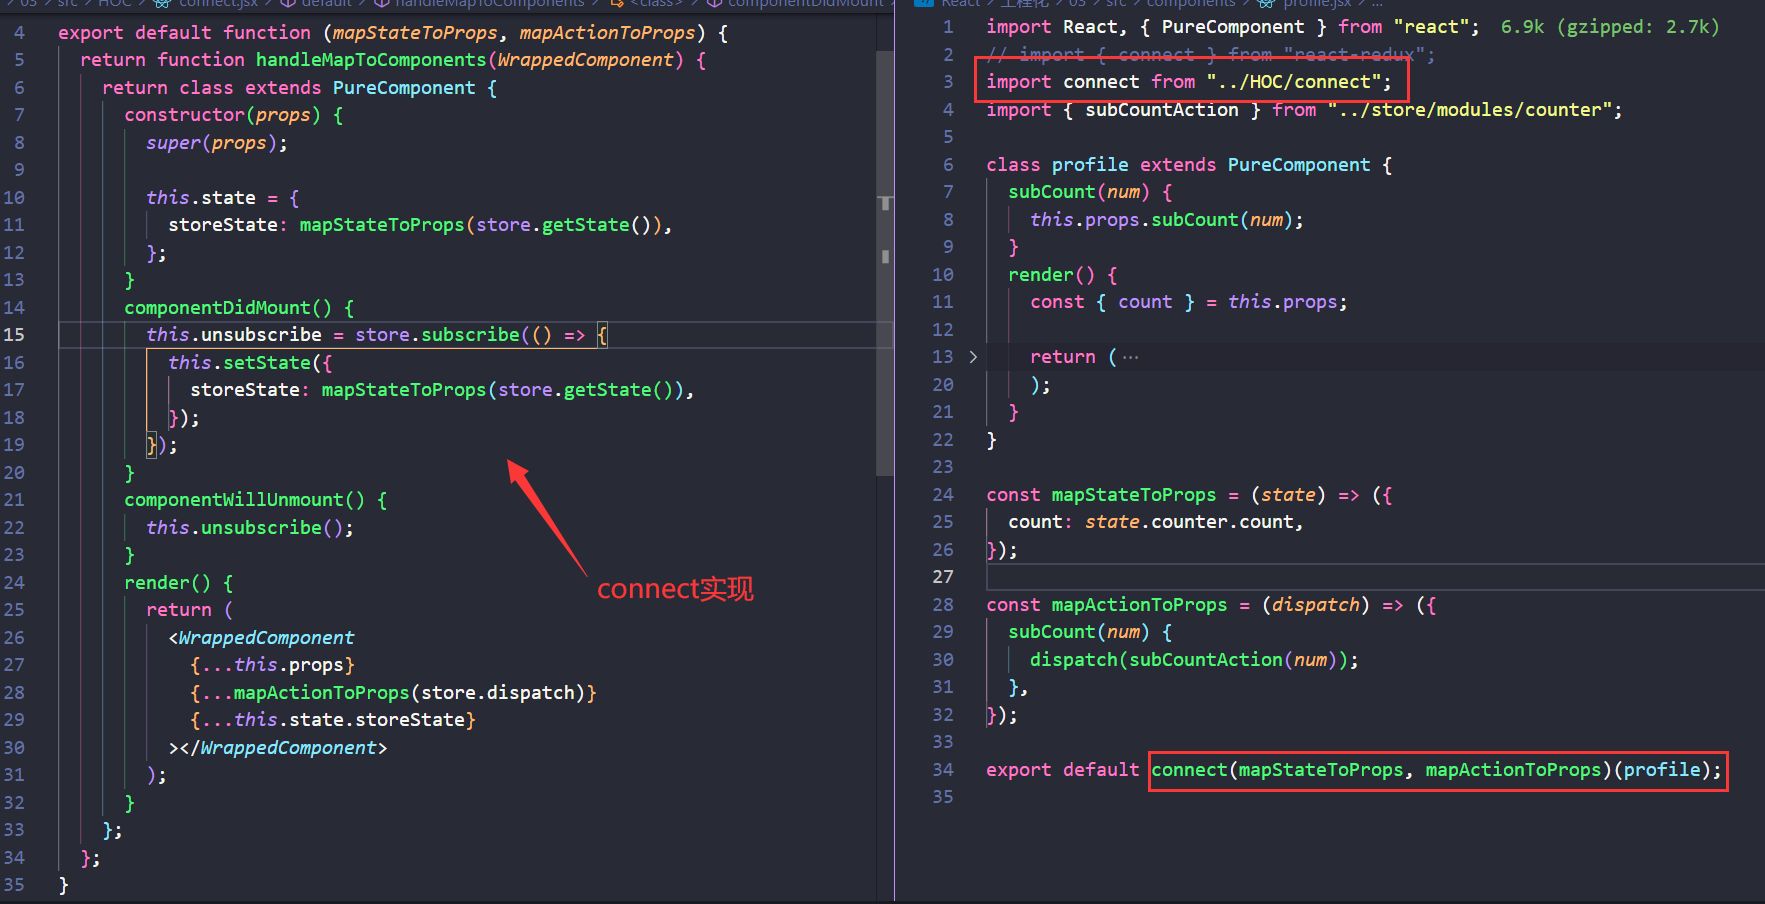 03 > src > HOC > connect.jsx > default > handleMapToComponents > <class> > componentDidMount
4 export default function (mapStateToProps, mapActionToProps) {
5 return function handleMapToComponents(WrappedComponent) {
6 return class extends PureComponent {
7 constructor(props) {
8 super(props);
9
10 this.state = {
11 storeState: mapStateToProps(store.getState()),
12 };
13 }
14 componentDidMount() {
15 this.unsubscribe = store.subscribe(() => {
16 this.setState({
17 storeState: mapStateToProps(store.getState()),
18 });
19 });
20 }
21 componentWillUnmount() {
22 this.unsubscribe();
23 }
24 render() {
25 return (
26 <WrappedComponent
27 {...this.props}
28 {...mapActionToProps(store.dispatch)}
29 {...this.state.storeState}
30 ></WrappedComponent>
31 );
32 }
33 };
34 };
35 }
connect实现
React > 工程化 > 03 > src > components > profile.jsx > ...
1 import React, { PureComponent } from "react"; 6.9k (gzipped: 2.7k)
2 // import { connect } from "react-redux";
3 import connect from "../HOC/connect";
4 import { subCountAction } from "../store/modules/counter";
5
6 class profile extends PureComponent {
7 subCount(num) {
8 this.props.subCount(num);
9 }
10 render() {
11 const { count } = this.props;
12
13 return (···
20 );
21 }
22 }
23
24 const mapStateToProps = (state) => ({
25 count: state.counter.count,
26 });
27
28 const mapActionToProps = (dispatch) => ({
29 subCount(num) {
30 dispatch(subCountAction(num));
31 },
32 });
33
34 export default connect(mapStateToProps, mapActionToProps)(profile);
35